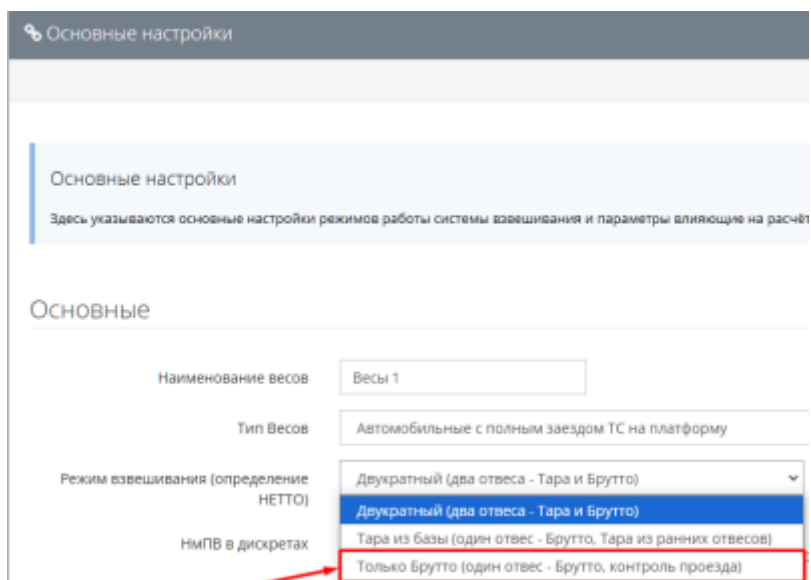 Основные настройки
Основные настройки
Здесь указываются основные настройки режимов работы системы взвешивания и параметры влияющие на расчёт
Основные
Наименование весов
Весы 1
Тип Весов
Автомобильные с полным заездом ТС на платформу
Режим взвешивания (определение
НЕТТО)
Двукратный (два отвеса - Тара и Брутто)
Двукратный (два отвеса - Тара и Брутто)
НмПВ в дискретах
Тара из базы (один отвес - Брутто, Тара из ранних отвесов)
Только Брутто (один отвес - Брутто, контроль проезда)